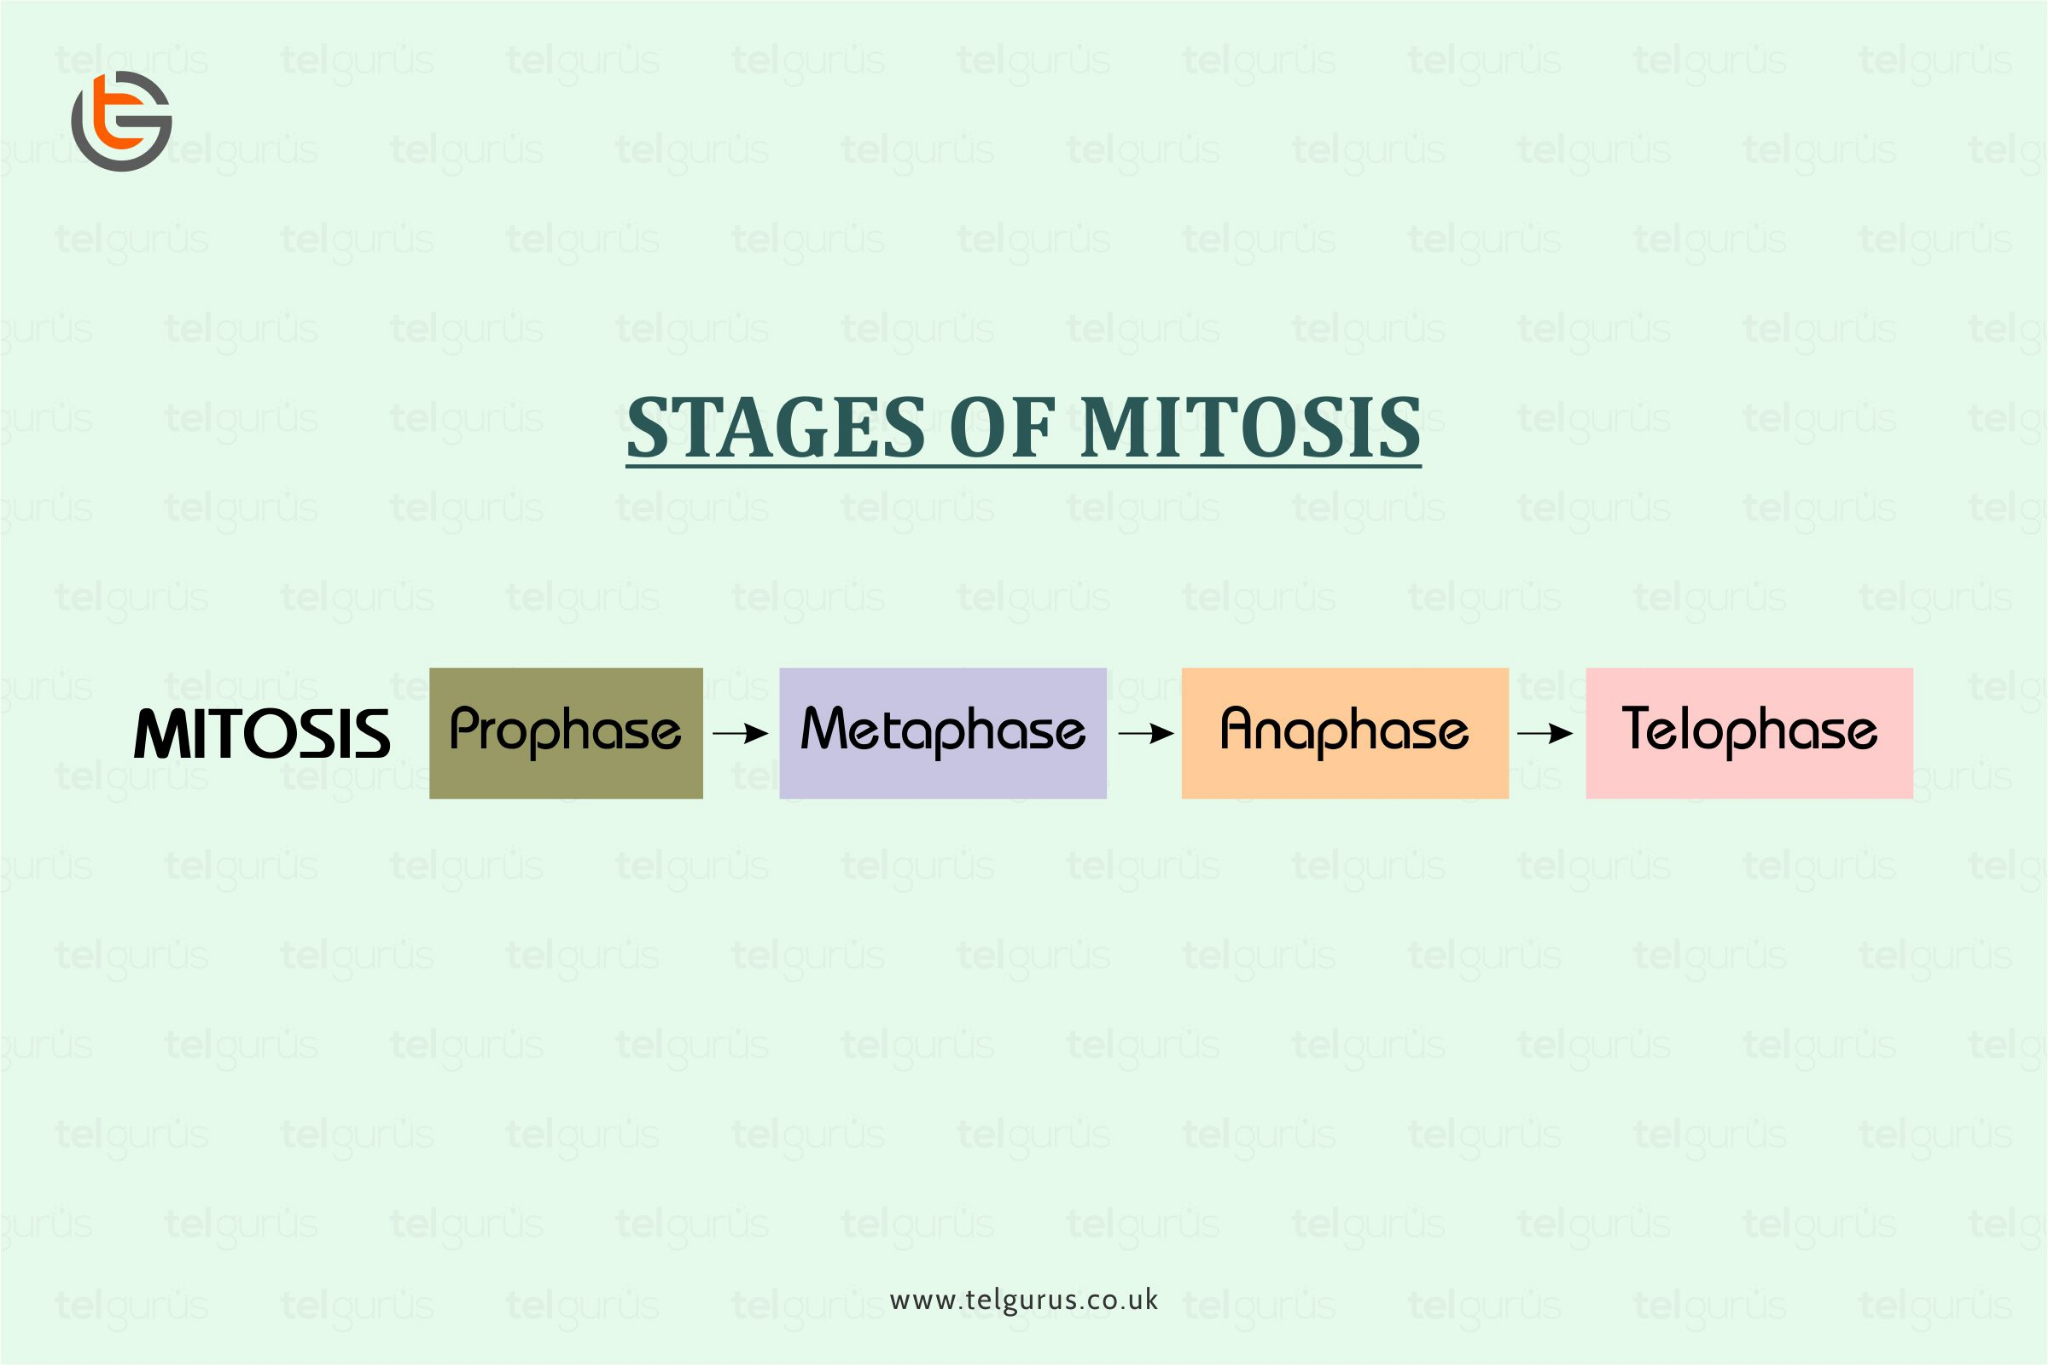 STAGES OF MITOSIS
MITOSIS Prophase Metaphase Anaphase Telophase
www.telgurus.co.uk